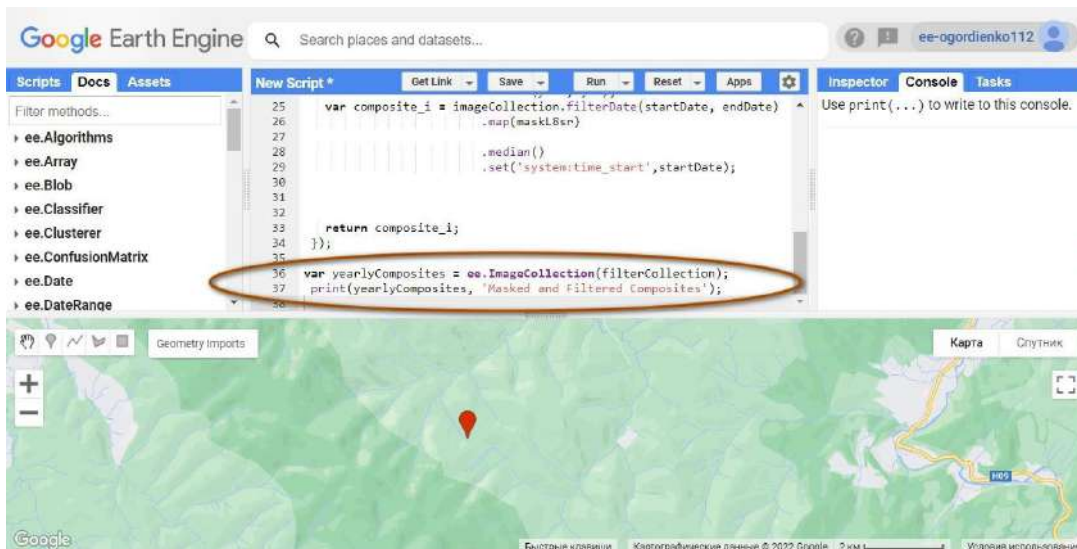 Google Earth Engine
Search places and datasets...
ee-ogordienko112
Scripts Docs Assets
New Script *
Get Link Save Run Reset Apps
Inspector Console Tasks
Filter methods...
ee.Algorithms
ee.Array
ee.Blob
ee.Classifier
ee.Clusterer
ee.ConfusionMatrix
ee.Date
ee.DateRange
25 var composite_i = imageCollection.filterDate(startDate, endDate)
26 .map(maskL8sr)
27
28 .median()
29 .set('system:time_start',startDate);
30
31
32
33 return composite_i;
34 });
35
36 var yearlyComposites = ee.ImageCollection(filterCollection);
37 print(yearlyComposites, 'Masked and Filtered Composites');
38
Use print(...) to write to this console.
Geometry Imports
Карта Спутник
+
−
H09
Google
Быстрые клавиши Картографические данные © 2022 Google 2 км Условия использования